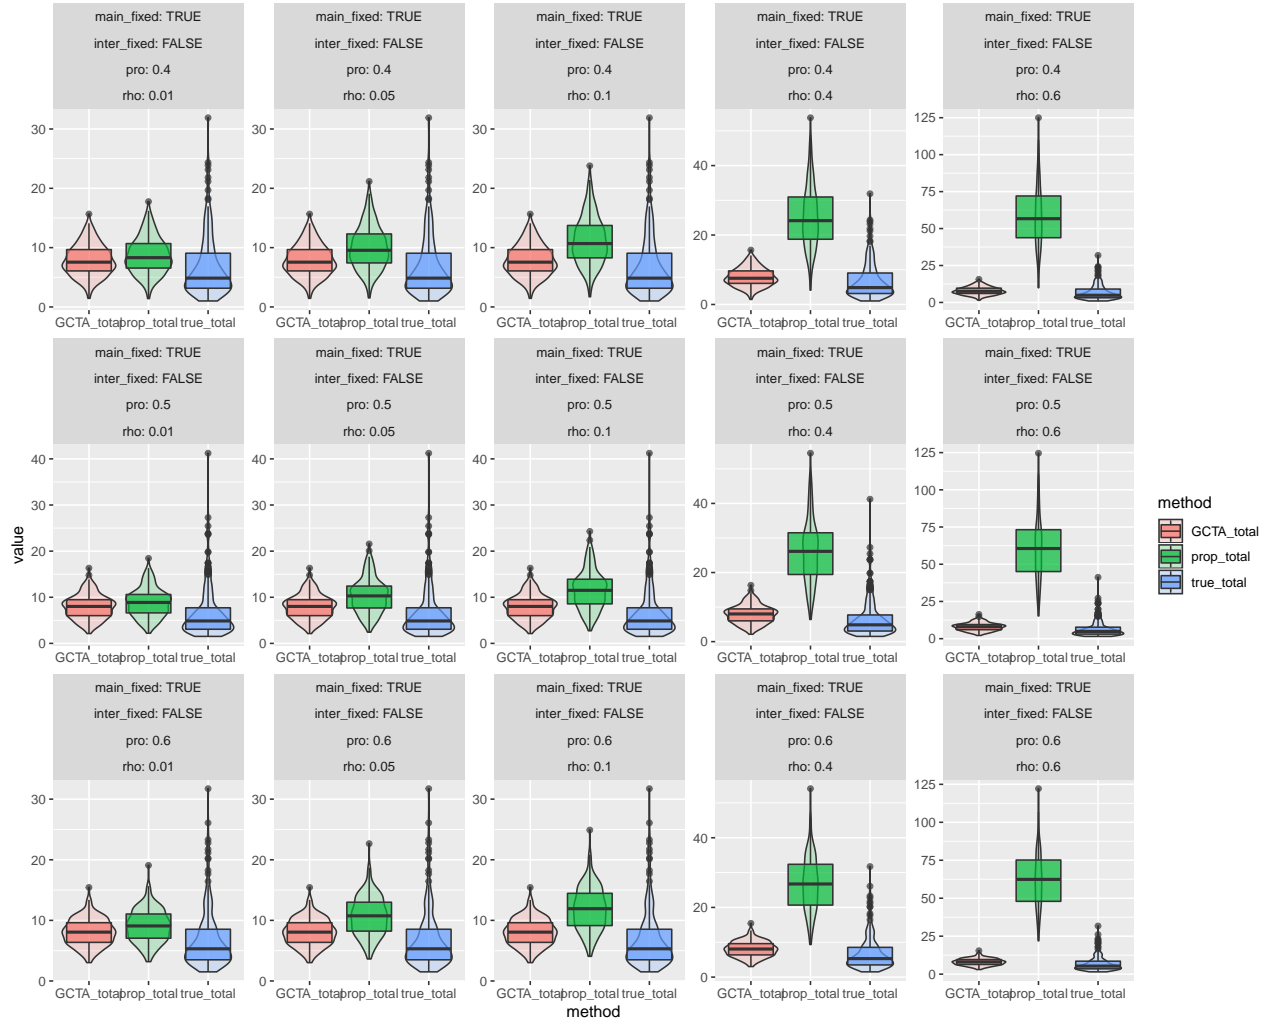 main_fixed: TRUE
inter_fixed: FALSE
pro: 0.4
rho: 0.01
main_fixed: TRUE
inter_fixed: FALSE
pro: 0.4
rho: 0.05
main_fixed: TRUE
inter_fixed: FALSE
pro: 0.4
rho: 0.1
main_fixed: TRUE
inter_fixed: FALSE
pro: 0.4
rho: 0.4
main_fixed: TRUE
inter_fixed: FALSE
pro: 0.4
rho: 0.6
30
20
10
0
30
20
10
0
30
20
10
0
40
20
0
125
100
75
50
25
0
GCTA_total prop_total true_total
GCTA_total prop_total true_total
GCTA_total prop_total true_total
GCTA_total prop_total true_total
GCTA_total prop_total true_total
main_fixed: TRUE
inter_fixed: FALSE
pro: 0.5
rho: 0.01
main_fixed: TRUE
inter_fixed: FALSE
pro: 0.5
rho: 0.05
main_fixed: TRUE
inter_fixed: FALSE
pro: 0.5
rho: 0.1
main_fixed: TRUE
inter_fixed: FALSE
pro: 0.5
rho: 0.4
main_fixed: TRUE
inter_fixed: FALSE
pro: 0.5
rho: 0.6
40
30
20
10
0
40
30
20
10
0
40
30
20
10
0
40
20
0
125
100
75
50
25
0
GCTA_total prop_total true_total
GCTA_total prop_total true_total
GCTA_total prop_total true_total
GCTA_total prop_total true_total
GCTA_total prop_total true_total
main_fixed: TRUE
inter_fixed: FALSE
pro: 0.6
rho: 0.01
main_fixed: TRUE
inter_fixed: FALSE
pro: 0.6
rho: 0.05
main_fixed: TRUE
inter_fixed: FALSE
pro: 0.6
rho: 0.1
main_fixed: TRUE
inter_fixed: FALSE
pro: 0.6
rho: 0.4
main_fixed: TRUE
inter_fixed: FALSE
pro: 0.6
rho: 0.6
30
20
10
0
30
20
10
0
30
20
10
0
40
20
0
125
100
75
50
25
0
GCTA_total prop_total true_total
GCTA_total prop_total true_total
GCTA_total prop_total true_total
GCTA_total prop_total true_total
GCTA_total prop_total true_total
value
method
method
GCTA_total
prop_total
true_total